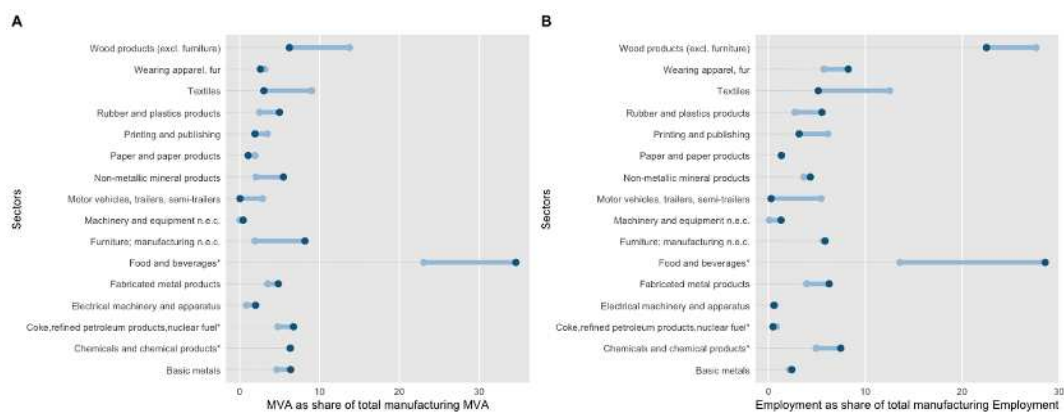 A
Sectors
Wood products (excl. furniture)
Wearing apparel, fur
Textiles
Rubber and plastics products
Printing and publishing
Paper and paper products
Non-metallic mineral products
Motor vehicles, trailers, semi-trailers
Machinery and equipment n.e.c.
Furniture; manufacturing n.e.c.
Food and beverages*
Fabricated metal products
Electrical machinery and apparatus
Coke,refined petroleum products,nuclear fuel*
Chemicals and chemical products*
Basic metals
0 10 20 30
MVA as share of total manufacturing MVA
B
Sectors
Wood products (excl. furniture)
Wearing apparel, fur
Textiles
Rubber and plastics products
Printing and publishing
Papar and paper products
Non-metallic mineral products
Motor vehicles, trailers, semi-trailers
Machinery and equipment n.e.c.
Furniture; manufacturing n.e.c.
Food and beverages*
Fabricated metal products
Electrical machinery and apparatus
Coke,refined petroleum products,nuclear fuel*
Chemicals and chemical products*
Basic metals
0 10 20 30
Employment as share of total manufacturing Employment